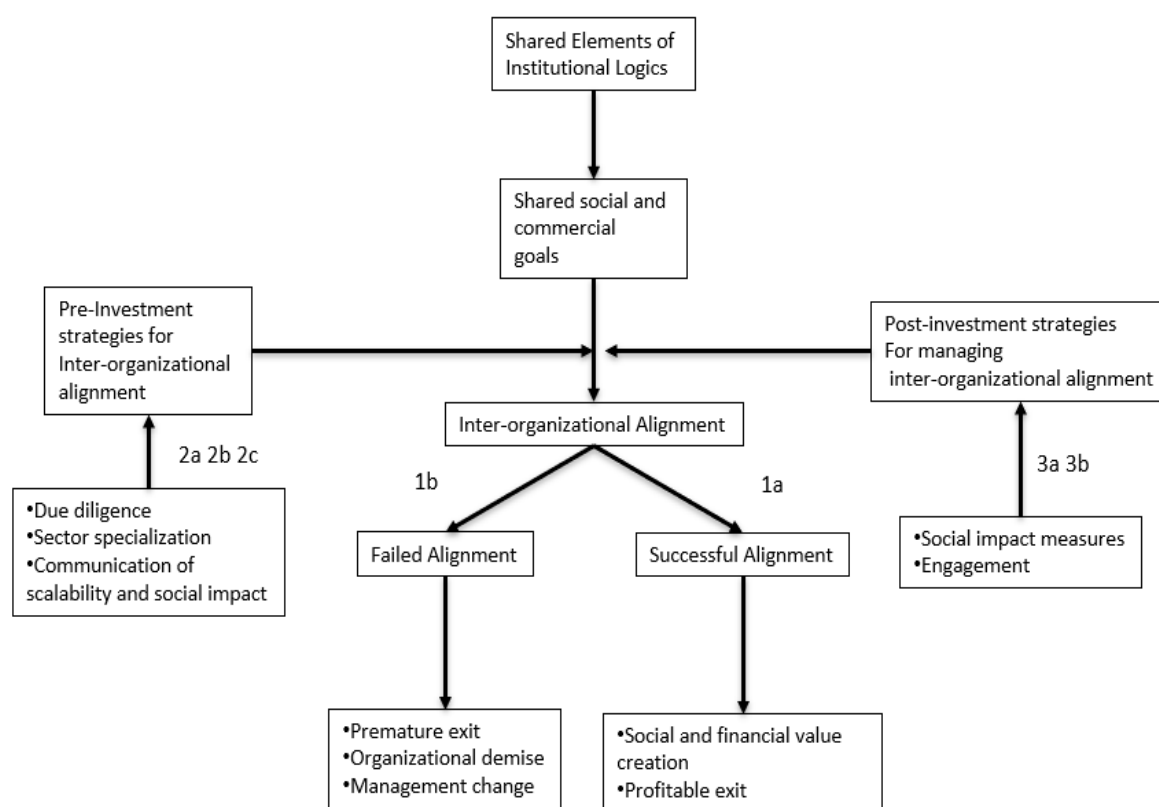 Shared Elements of
Institutional Logics
Shared social and
commercial
goals
Pre-Investment
strategies for
Inter-organizational
alignment
Post-investment strategies
For managing
inter-organizational alignment
Inter-organizational Alignment
2a 2b 2c
1b
1a
3a 3b
•Due diligence
•Sector specialization
•Communication of
scalability and social impact
Failed Alignment
Successful Alignment
•Social impact measures
•Engagement
•Premature exit
•Organizational demise
•Management change
•Social and financial value
creation
•Profitable exit